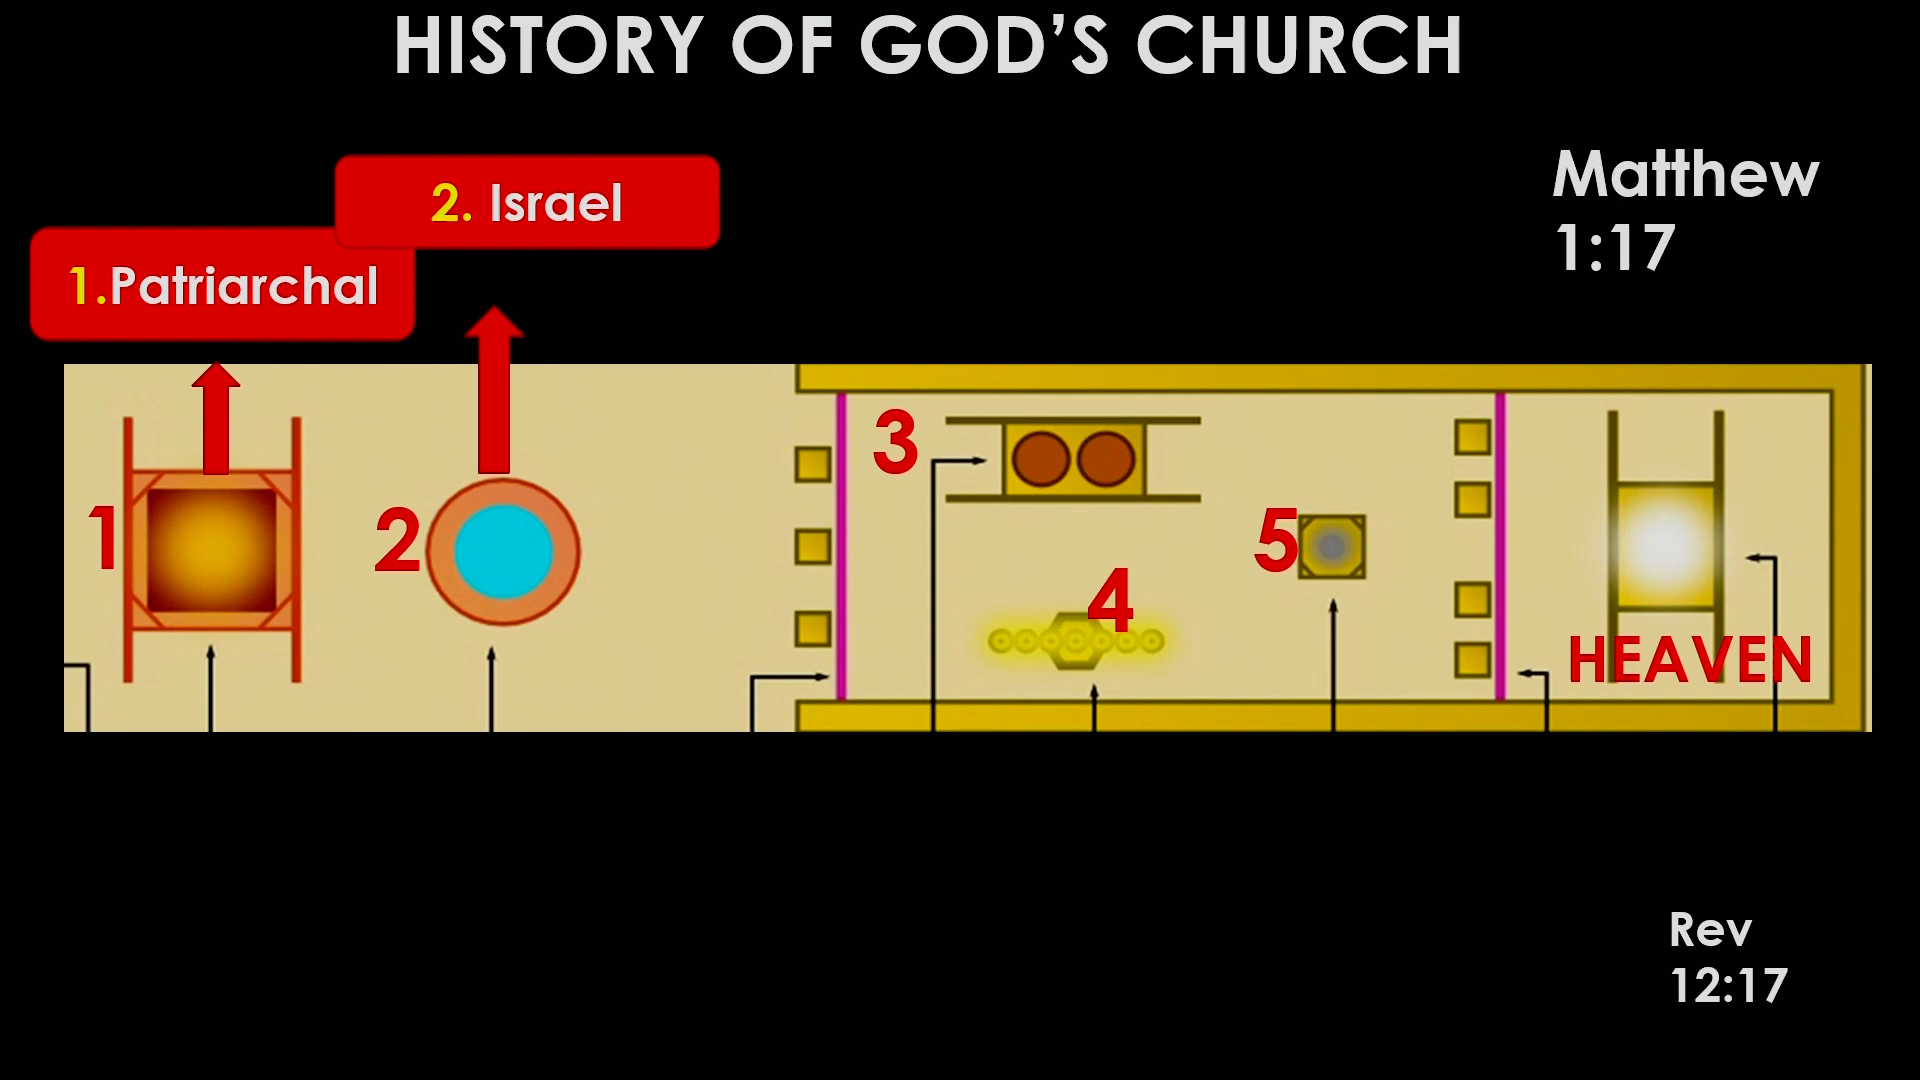 HISTORY OF GOD'S CHURCH
Matthew
1:17
2. Israel
1.Patriarchal
1
2
3
4
5
HEAVEN
Rev
12:17